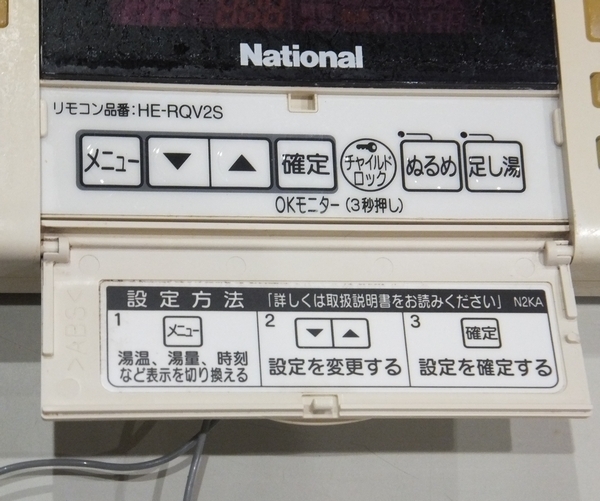 National
リモコン品番：HE-RQV2S
メニュー ▼ ▲ 確定 チャイルドロック ぬるめ 足し湯
OKモニター（3秒押し）
設定方法 「詳しくは取扱説明書をお読みください」 N2KA
1 メニュー 2 ▼ ▲ 3 確定
湯温、湯量、時刻
など表示を切り換える
設定を変更する
設定を確定する
>ABS<